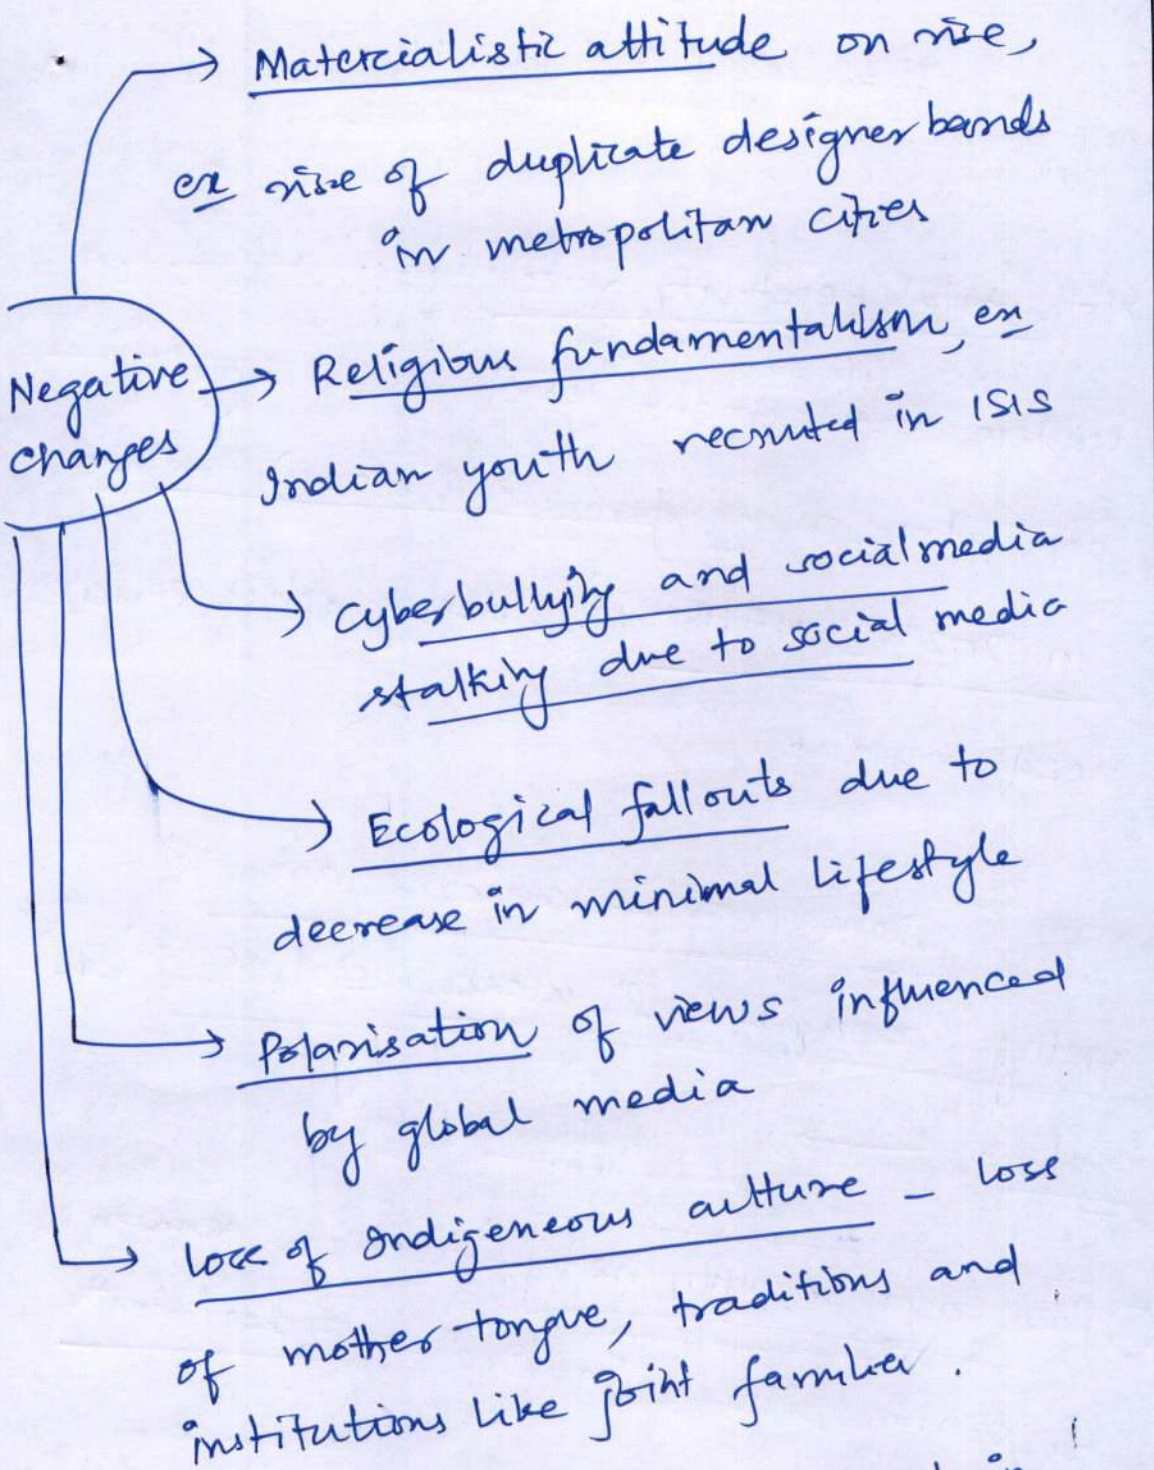 Materialistic attitude on rise,
ex rise of duplicate designer bands
in metropolitan cities
Negative
changes
Religious fundamentalism, ex
Indian youth recruited in ISIS
Cyberbullying and social media
stalking due to social media
Ecological fallouts due to
decrease in minimal lifestyle
Polarisation of views influenced
by global media
Loss of Indigeneous culture - loss
of mother tongue, traditions and
institutions like joint families.